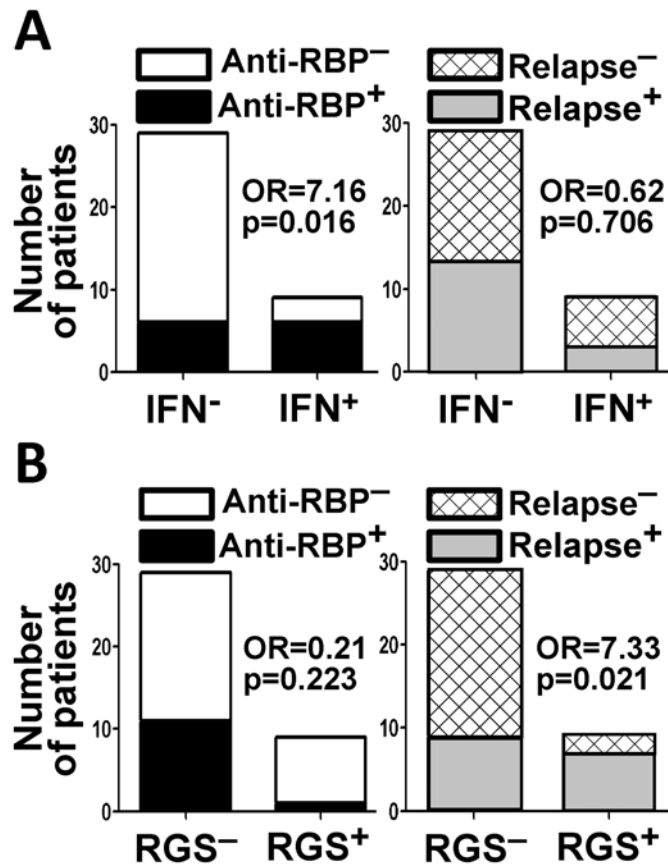 A
Anti-RBP⁻
Anti-RBP⁺
Relapse⁻
Relapse⁺
Number
of patients
30
20
10
0
OR=7.16
p=0.016
IFN⁻ IFN⁺
30
20
10
0
OR=0.62
p=0.706
IFN⁻ IFN⁺
B
Anti-RBP⁻
Anti-RBP⁺
Relapse⁻
Relapse⁺
Number
of patients
30
20
10
0
OR=0.21
p=0.223
RGS⁻ RGS⁺
30
20
10
0
OR=7.33
p=0.021
RGS⁻ RGS⁺